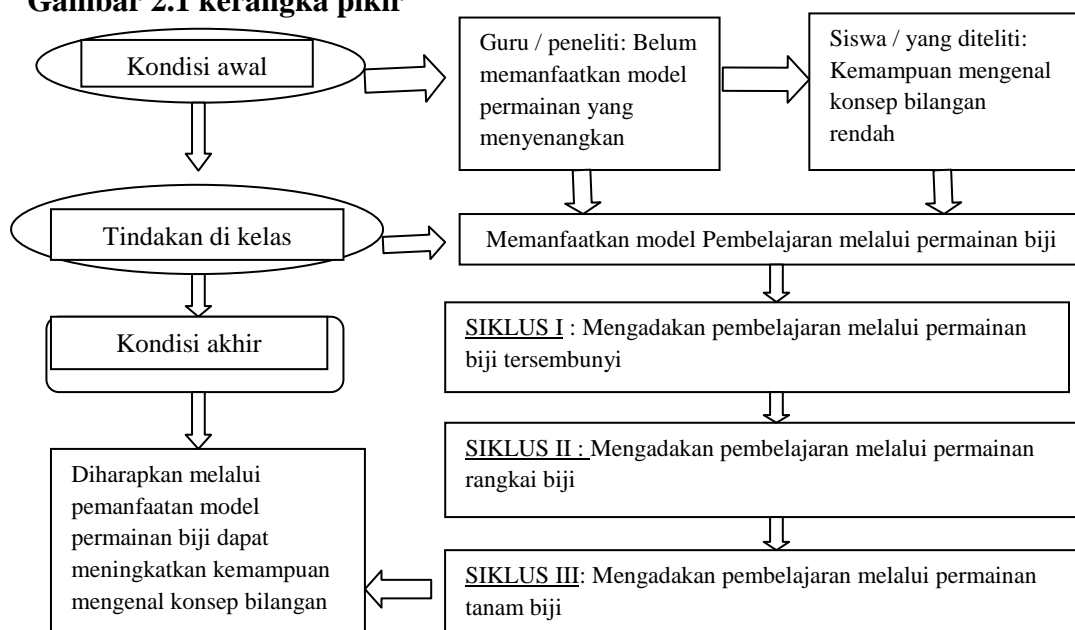 Gambar 2.1 kerangka pikir
Kondisi awal
Guru / peneliti: Belum
memanfaatkan model
permainan yang
menyenangkan
Siswa / yang diteliti:
Kemampuan mengenal
konsep bilangan
rendah
Tindakan di kelas
Memanfaatkan model Pembelajaran melalui permainan biji
Kondisi akhir
SIKLUS I : Mengadakan pembelajaran melalui permainan
biji tersembunyi
SIKLUS II : Mengadakan pembelajaran melalui permainan
rangkai biji
Diharapkan melalui
pemanfaatan model
permainan biji dapat
meningkatkan kemampuan
mengenal konsep bilangan
SIKLUS III: Mengadakan pembelajaran melalui permainan
tanam biji